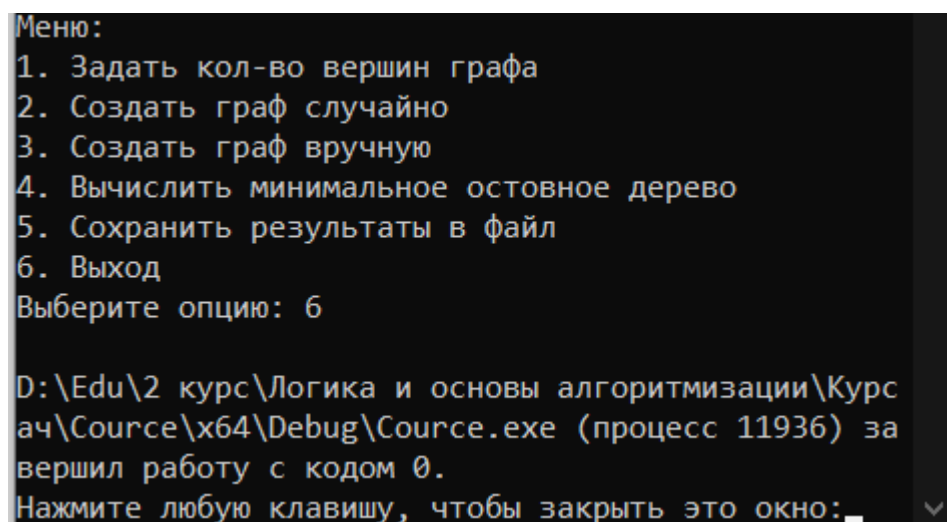 Меню:
1. Задать кол-во вершин графа
2. Создать граф случайно
3. Создать граф вручную
4. Вычислить минимальное остовное дерево
5. Сохранить результаты в файл
6. Выход
Выберите опцию: 6
D:\Edu\2 курс\Логика и основы алгоритмизации\Курс
ач\Cource\x64\Debug\Cource.exe (процесс 11936) за
вершил работу с кодом 0.
Нажмите любую клавишу, чтобы закрыть это окно: